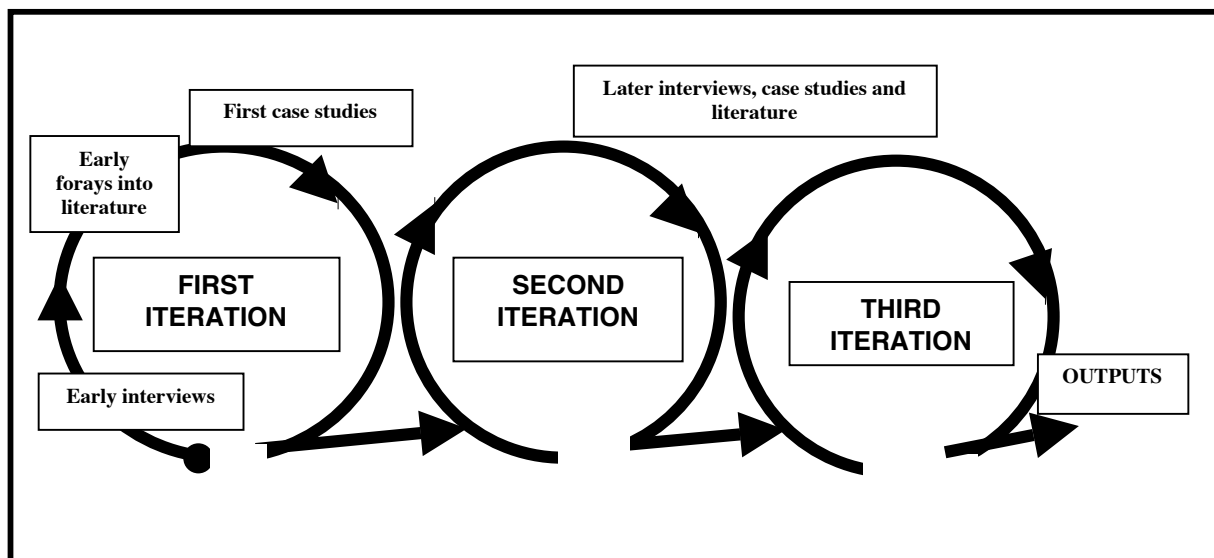 First case studies
Early
forays into
literature
FIRST
ITERATION
Early interviews
Later interviews, case studies and
literature
SECOND
ITERATION
THIRD
ITERATION
OUTPUTS